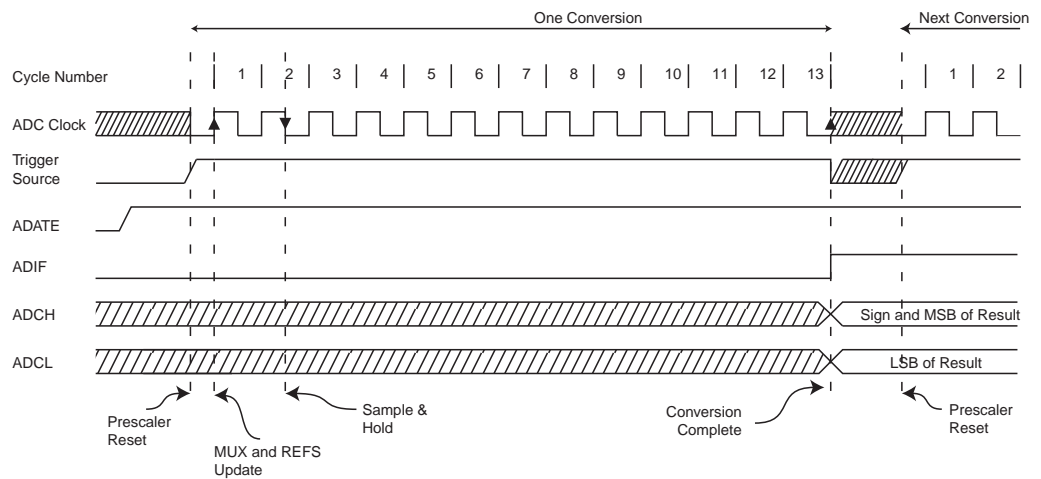 One Conversion
Next Conversion
Cycle Number
1 2 3 4 5 6 7 8 9 10 11 12 13 1 2
ADC Clock
Trigger
Source
ADATE
ADIF
ADCH
Sign and MSB of Result
ADCL
LSB of Result
Prescaler
Reset
MUX and REFS
Update
Sample &
Hold
Conversion
Complete
Prescaler
Reset